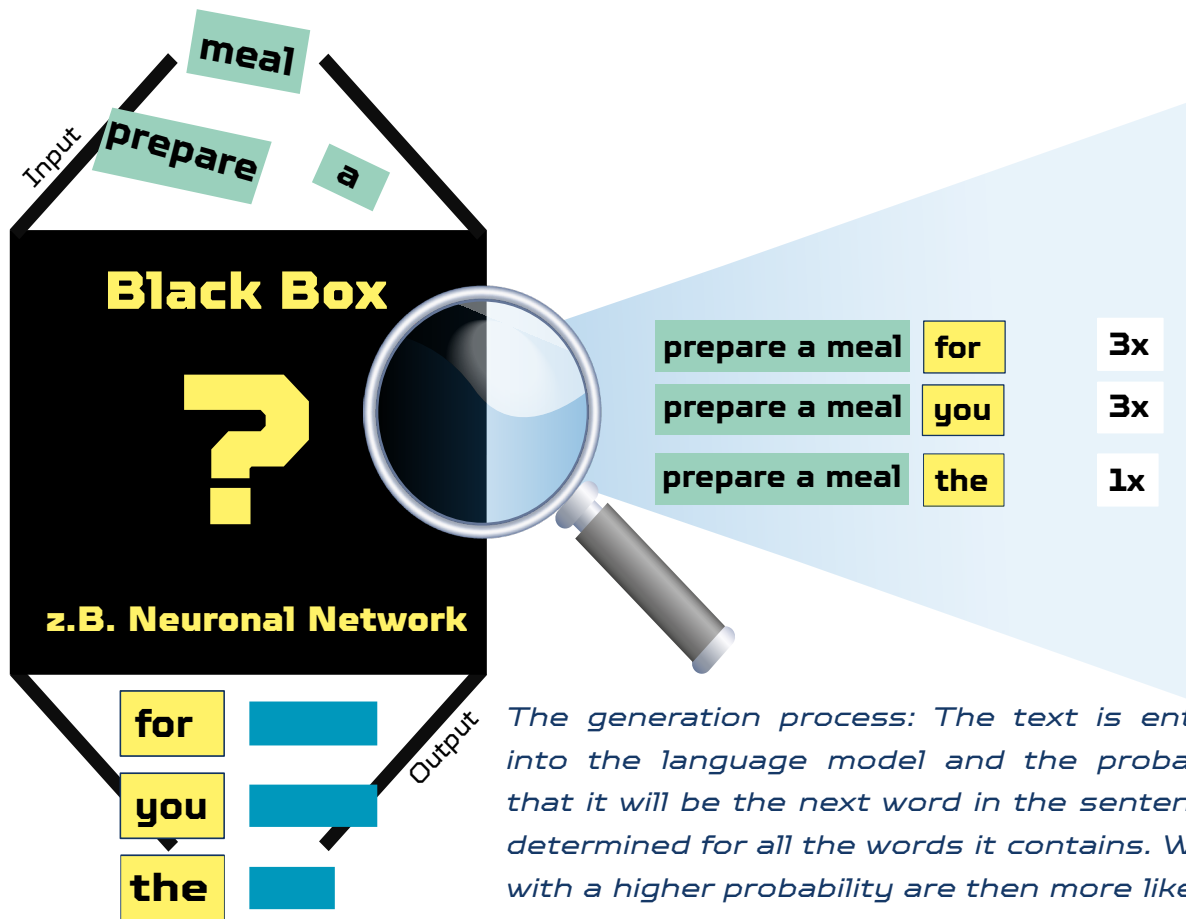 meal
prepare a
Input
Black Box
?
z.B. Neuronal Network
prepare a meal for 3x
prepare a meal you 3x
prepare a meal the 1x
for
you
the
Output
The generation process: The text is ent
into the language model and the proba
that it will be the next word in the senten
determined for all the words it contains. W
with a higher probability are then more like